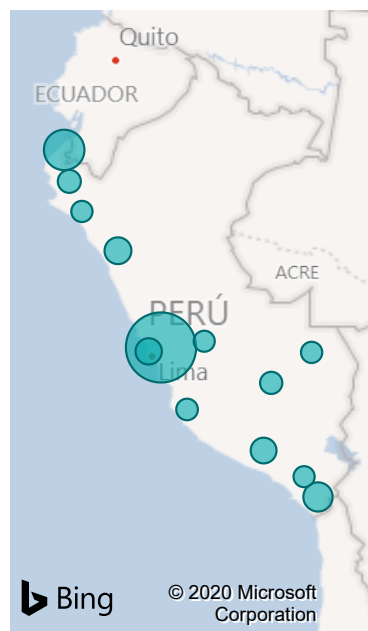 Quito
ECUADOR
ACRE
PERÚ
Lima
Bing
© 2020 Microsoft
Corporation